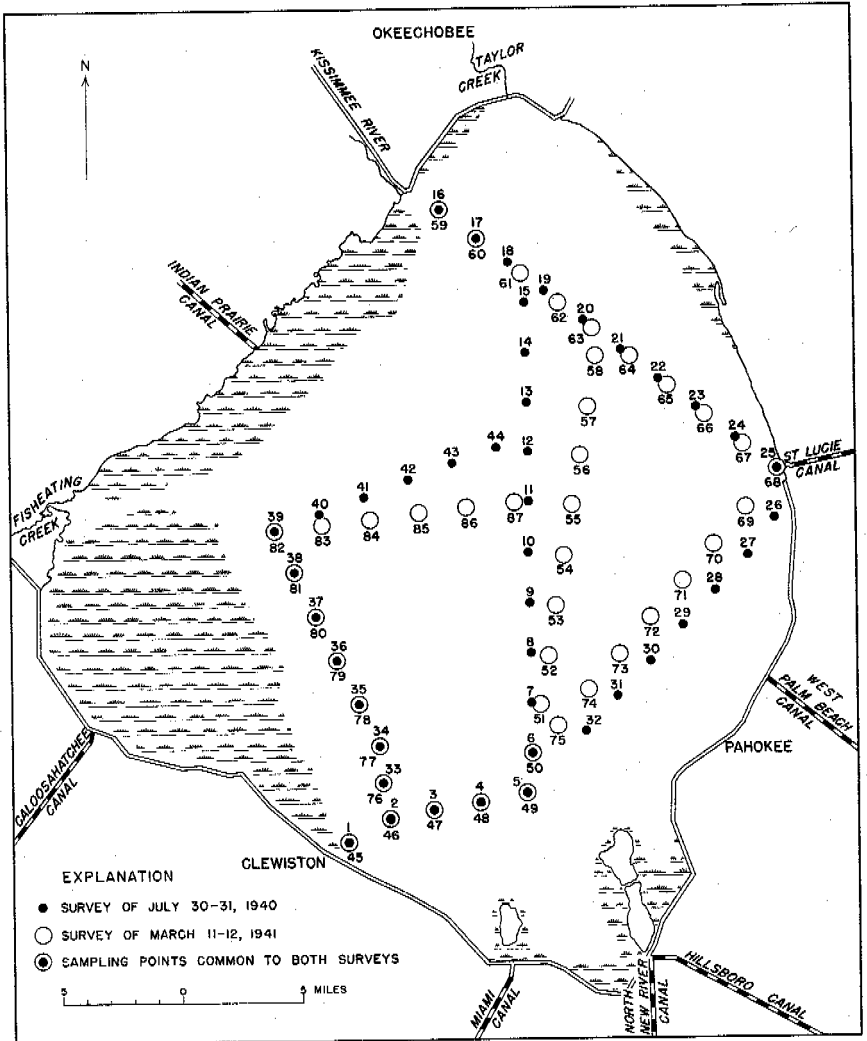 OKEECHOBEE
TAYLOR
CREEK
KISSIMMEE RIVER
N
16
59
17
60
18
61
19
15
62
20
63
14
21
58
64
22
65
INDIAN PRAIRIE
CANAL
13
57
23
66
24
67
44
12
56
43
25
68
ST LUCIE
CANAL
42
41
11
87
86
55
85
84
40
83
39
82
FISHEATING
CREEK
69
26
10
54
70
27
38
81
71
28
9
53
37
80
72
29
36
79
8
52
73
30
35
78
7
51
74
31
WEST
PALM BEACH
CANAL
34
77
6
50
75
32
PAHOKEE
33
76
5
49
4
48
3
47
2
46
1
45
CALOOSAHATCHEE
CANAL
CLEWISTON
EXPLANATION
SURVEY OF JULY 30-31, 1940
SURVEY OF MARCH 11-12, 1941
SAMPLING POINTS COMMON TO BOTH SURVEYS
5 0 5 MILES
MIAMI
CANAL
NORTH
NEW RIVER
CANAL
HILLSBORO
CANAL